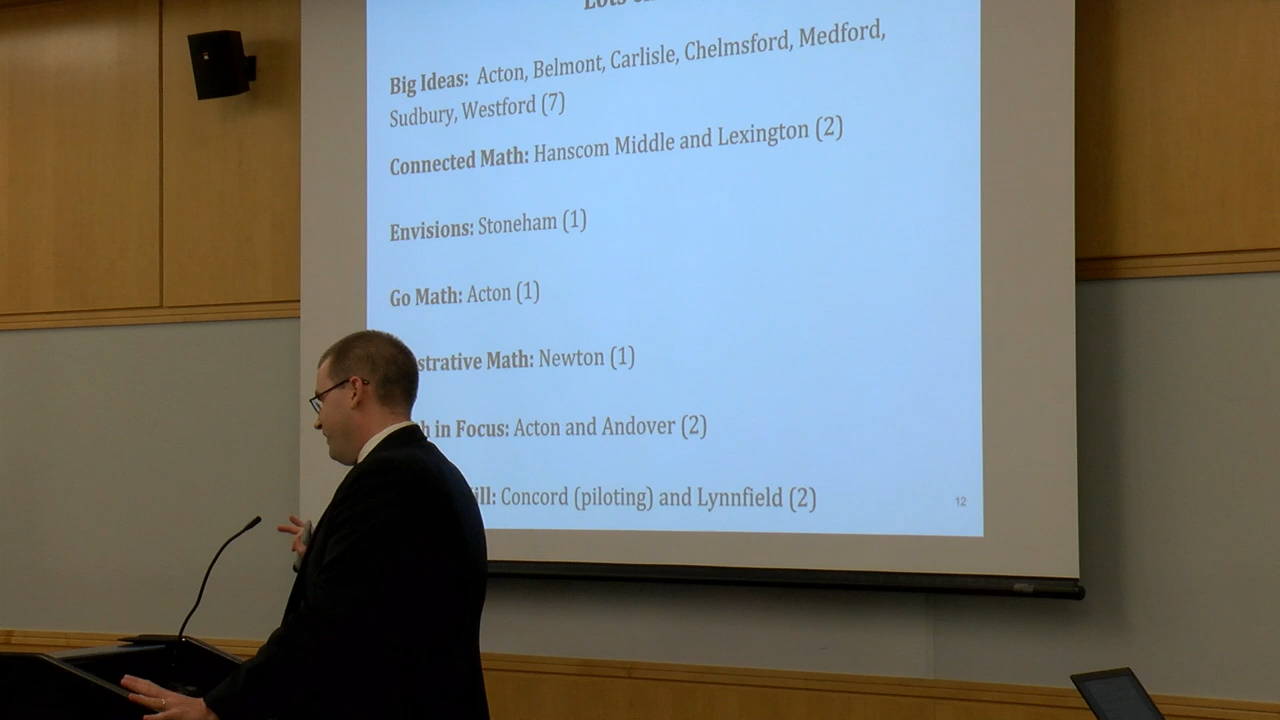 Big Ideas: Acton, Belmont, Carlisle, Chelmsford, Medford,
Sudbury, Westford (7)
Connected Math: Hanscom Middle and Lexington (2)
Envisions: Stoneham (1)
Go Math: Acton (1)
strative Math: Newton (1)
in Focus: Acton and Andover (2)
ill: Concord (piloting) and Lynnfield (2)
12